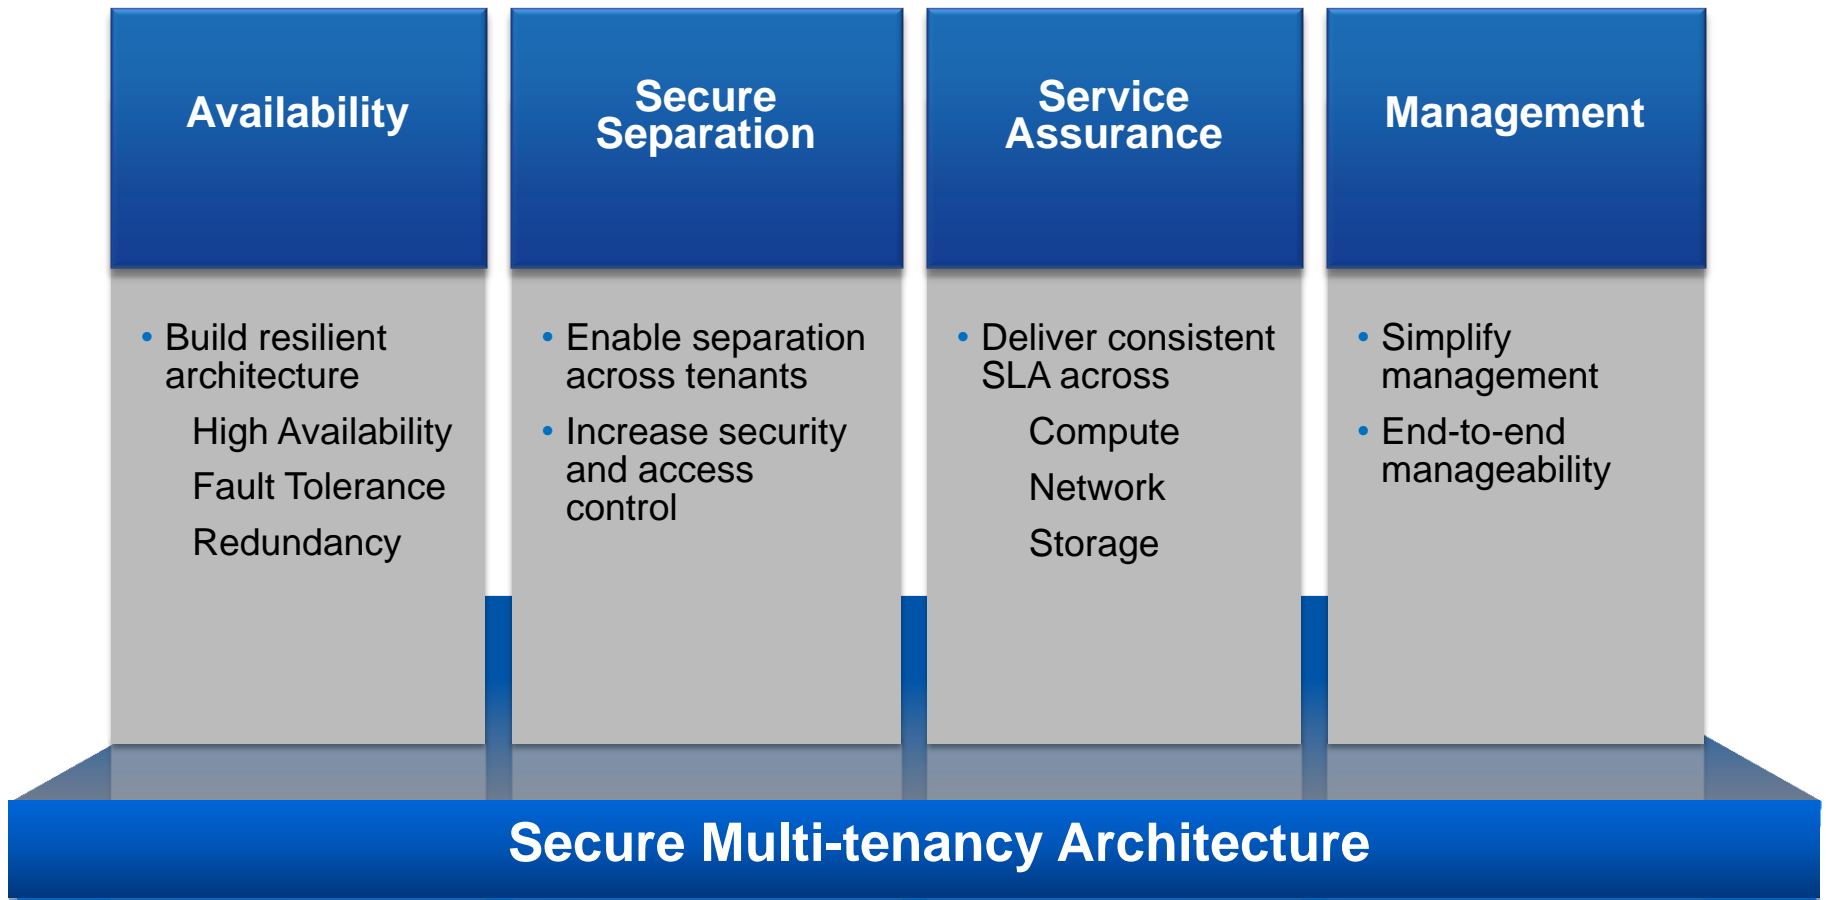 Availability
Secure
Separation
Service
Assurance
Management
• Build resilient
architecture
High Availability
Fault Tolerance
Redundancy
• Enable separation
across tenants
• Increase security
and access
control
• Deliver consistent
SLA across
Compute
Network
Storage
• Simplify
management
• End-to-end
manageability
Secure Multi-tenancy Architecture